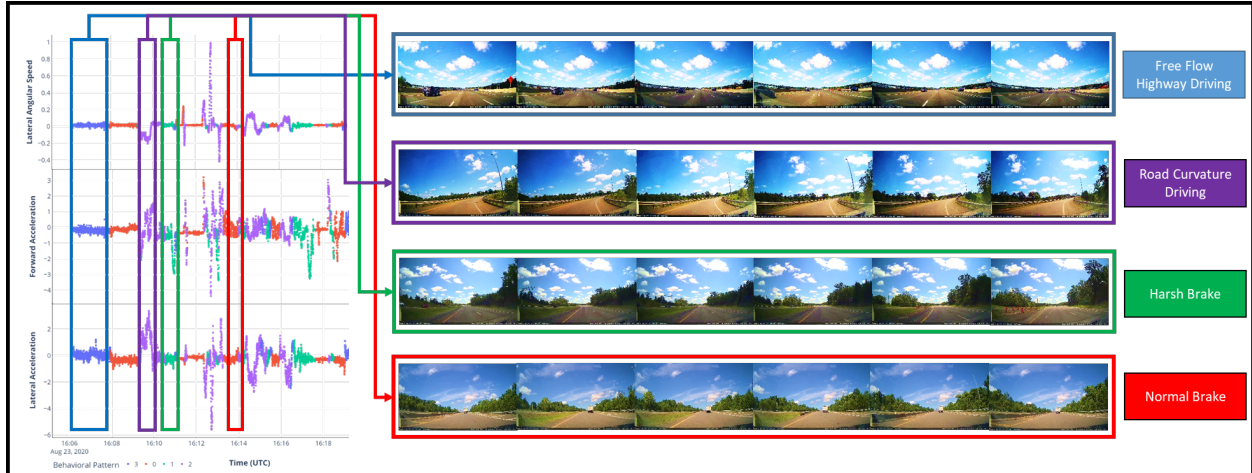 Lateral Angular Speed
1
0.8
0.6
0.4
0.2
0
−0.2
−0.4
Forward Acceleration
3
2
1
0
−1
−2
−3
−4
Lateral Acceleration
2
0
−2
−4
−6
16:06
16:08
16:10
16:12
16:14
16:16
16:18
Aug 23, 2020
Time (UTC)
Behavioral Pattern 3 0 1 2
Free Flow
Highway Driving
Road Curvature
Driving
Harsh Brake
Normal Brake